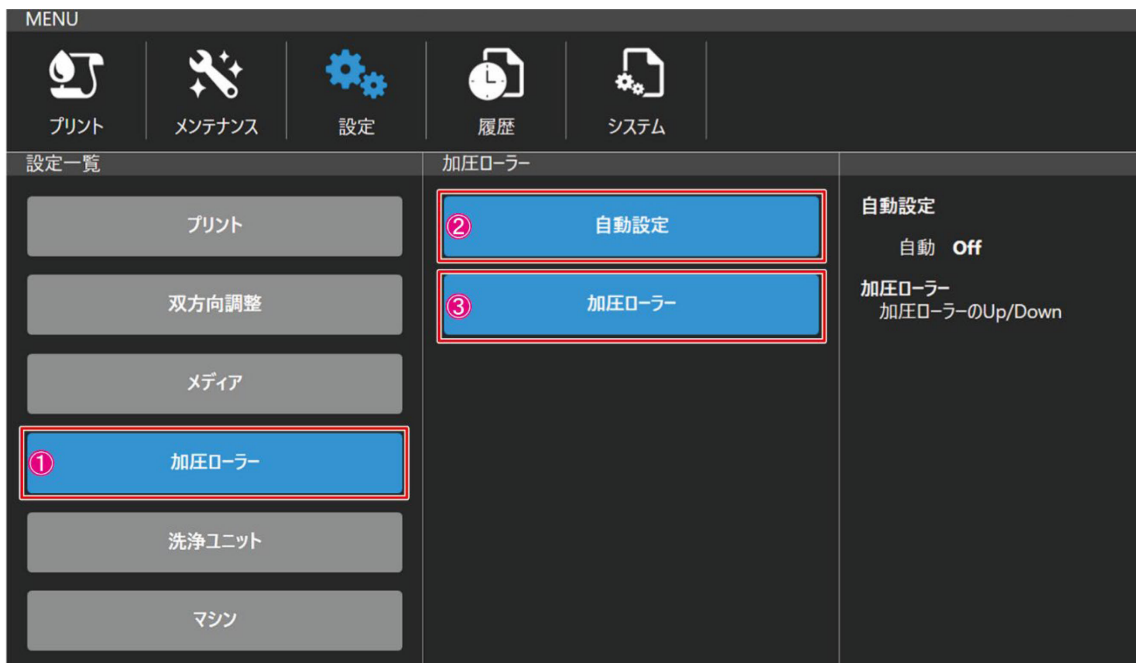 MENU
プリント
メンテナンス
設定
履歴
システム
設定一覧
プリント
双方向調整
メディア
① 加圧ローラー
洗浄ユニット
マシン
加圧ローラー
② 自動設定
③ 加圧ローラー
自動設定
自動 Off
加圧ローラー
加圧ローラーのUp/Down